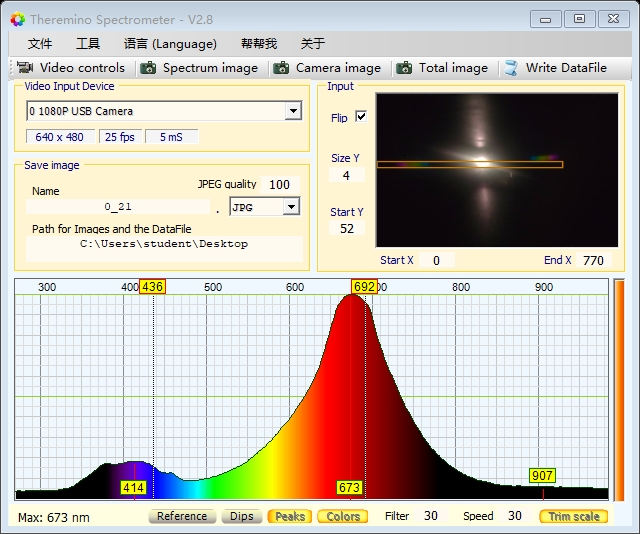 Theremino Spectrometer - V2.8
文件 工具 语言 (Language) 帮帮我 关于
Video controls Spectrum image Camera image Total image Write DataFile
Video Input Device
0 1080P USB Camera
640 x 480 25 fps 5 mS
Save image
Name JPEG quality 100
0_21 . JPG
Path for Images and the DataFile
C:\Users\student\Desktop
Input
Flip
Size Y
4
Start Y
52
Start X 0 End X 770
300 400 436 500 600 692 700 800 900
414 673 907
Max: 673 nm Reference Dips Peaks Colors Filter 30 Speed 30 Trim scale